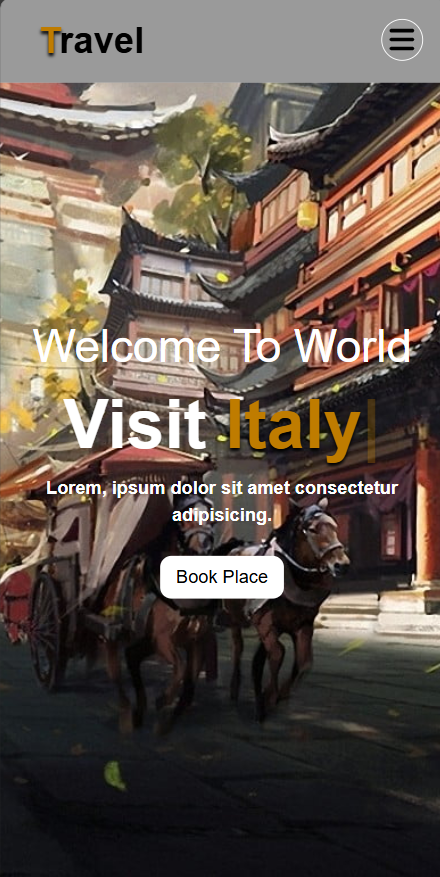 Travel
Welcome To World
Visit Italy|
Lorem, ipsum dolor sit amet consectetur
adipisicing.
Book Place